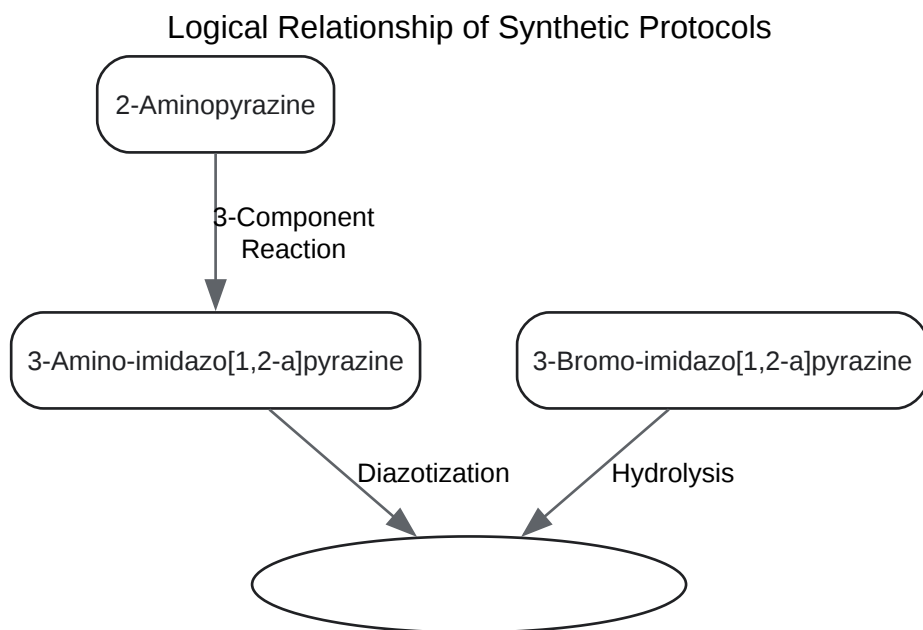 Logical Relationship of Synthetic Protocols
2-Aminopyrazine
3-Component
Reaction
3-Amino-imidazo[1,2-a]pyrazine
3-Bromo-imidazo[1,2-a]pyrazine
Diazotization
Hydrolysis